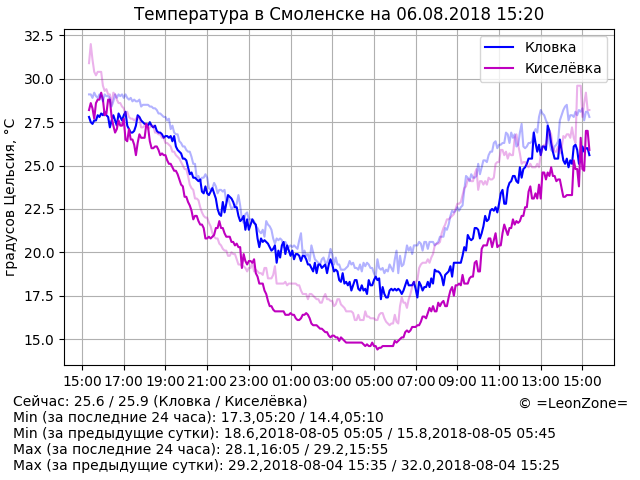 Температура в Смоленске на 06.08.2018 15:20
Кловка
Киселёвка
градусов Цельсия, °C
32.5
30.0
27.5
25.0
22.5
20.0
17.5
15.0
15:00 17:00 19:00 21:00 23:00 01:00 03:00 05:00 07:00 09:00 11:00 13:00 15:00
Сейчас: 25.6 / 25.9 (Кловка / Киселёвка)
© =LeonZone=
Min (за последние 24 часа): 17.3,05:20 / 14.4,05:10
Min (за предыдущие сутки): 18.6,2018-08-05 05:05 / 15.8,2018-08-05 05:45
Max (за последние 24 часа): 28.1,16:05 / 29.2,15:55
Max (за предыдущие сутки): 29.2,2018-08-04 15:35 / 32.0,2018-08-04 15:25